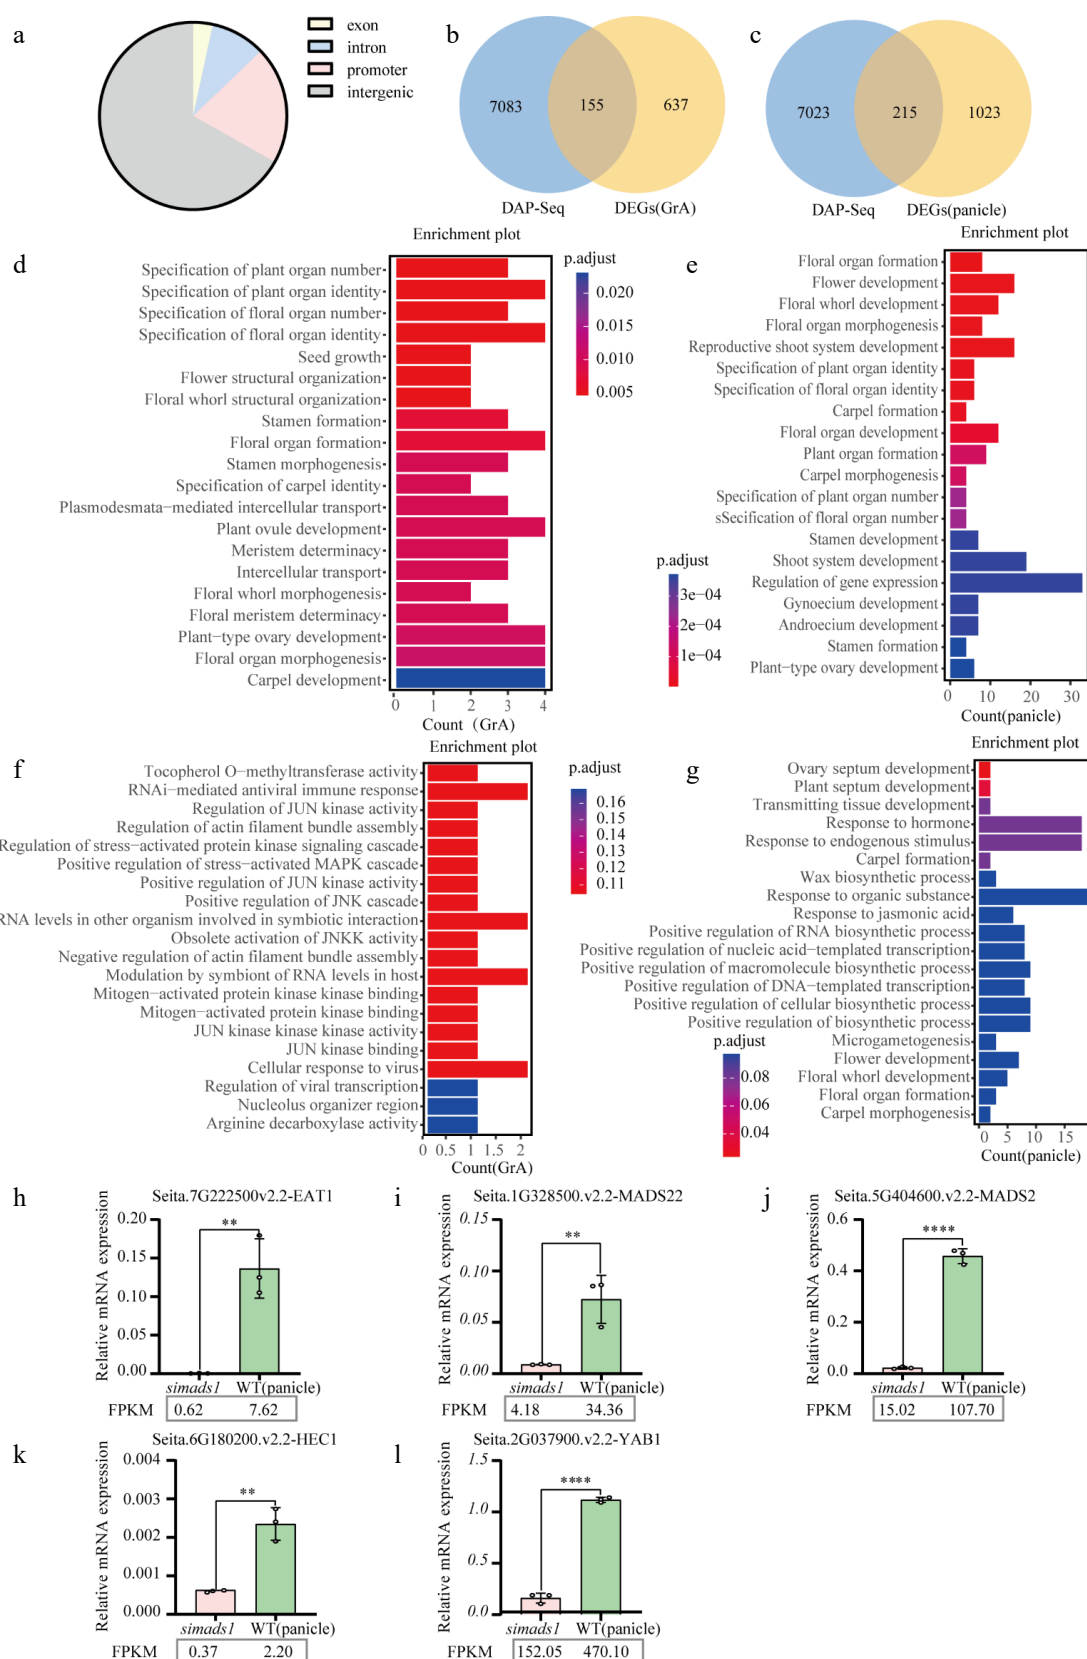 a
exon
intron
promoter
intergenic
b
7083
155
637
DAP-Seq
DEGs(GrA)
c
7023
215
1023
DAP-Seq
DEGs(panicle)
d
Enrichment plot
Specification of plant organ number
Specification of plant organ identity
Specification of floral organ number
Specification of floral organ identity
Seed growth
Flower structural organization
Floral whorl structural organization
Stamen formation
Floral organ formation
Stamen morphogenesis
Specification of carpel identity
Plasmodesmata−mediated intercellular transport
Plant ovule development
Meristem determinacy
Intercellular transport
Floral whorl morphogenesis
Floral meristem determinacy
Plant−type ovary development
Floral organ morphogenesis
Carpel development
0 1 2 3 4
Count（GrA）
p.adjust
0.020
0.015
0.010
0.005
e
Enrichment plot
Floral organ formation
Flower development
Floral whorl development
Floral organ morphogenesis
Reproductive shoot system development
Specification of plant organ identity
Specification of floral organ identity
Carpel formation
Floral organ development
Plant organ formation
Carpel morphogenesis
Specification of plant organ number
sSecification of floral organ number
Stamen development
Shoot system development
Regulation of gene expression
Gynoecium development
Androecium development
Stamen formation
Plant−type ovary development
0 10 20 30
Count(panicle)
p.adjust
3e−04
2e−04
1e−04
f
Enrichment plot
Tocopherol O−methyltransferase activity
RNAi−mediated antiviral immune response
Regulation of JUN kinase activity
Regulation of actin filament bundle assembly
Regulation of stress−activated protein kinase signaling cascade
Positive regulation of stress−activated MAPK cascade
Positive regulation of JUN kinase activity
Positive regulation of JNK cascade
RNA levels in other organism involved in symbiotic interaction
Obsolete activation of JNKK activity
Negative regulation of actin filament bundle assembly
Modulation by symbiont of RNA levels in host
Mitogen−activated protein kinase kinase binding
Mitogen−activated protein kinase binding
JUN kinase kinase kinase activity
JUN kinase binding
Cellular response to virus
Regulation of viral transcription
Nucleolus organizer region
Arginine decarboxylase activity
0 0.5 1 1.5 2
Count(GrA)
p.adjust
0.16
0.15
0.14
0.13
0.12
0.11
g
Enrichment plot
Ovary septum development
Plant septum development
Transmitting tissue development
Response to hormone
Response to endogenous stimulus
Carpel formation
Wax biosynthetic process
Response to organic substance
Response to jasmonic acid
Positive regulation of RNA biosynthetic process
Positive regulation of nucleic acid−templated transcription
Positive regulation of macromolecule biosynthetic process
Positive regulation of DNA−templated transcription
Positive regulation of cellular biosynthetic process
Positive regulation of biosynthetic process
Microgametogenesis
Flower development
Floral whorl development
Floral organ formation
Carpel morphogenesis
0 5 10 15
Count(panicle)
p.adjust
0.08
0.06
0.04
h
Seita.7G222500v2.2-EAT1
Relative mRNA expression
0.20
0.15
0.10
0.05
0.00
**
simads1 WT(panicle)
FPKM 0.62 7.62
i
Seita.1G328500.v2.2-MADS22
Relative mRNA expression
0.15
0.10
0.05
0.00
**
simads1 WT(panicle)
FPKM 4.18 34.36
j
Seita.5G404600.v2.2-MADS2
Relative mRNA expression
0.6
0.4
0.2
0.0
****
simads1 WT(panicle)
FPKM 15.02 107.70
k
Seita.6G180200.v2.2-HEC1
Relative mRNA expression
0.004
0.003
0.002
0.001
0.000
**
simads1 WT(panicle)
FPKM 0.37 2.20
l
Seita.2G037900.v2.2-YAB1
Relative mRNA expression
1.5
1.0
0.5
0.0
****
simads1 WT(panicle)
FPKM 152.05 470.10